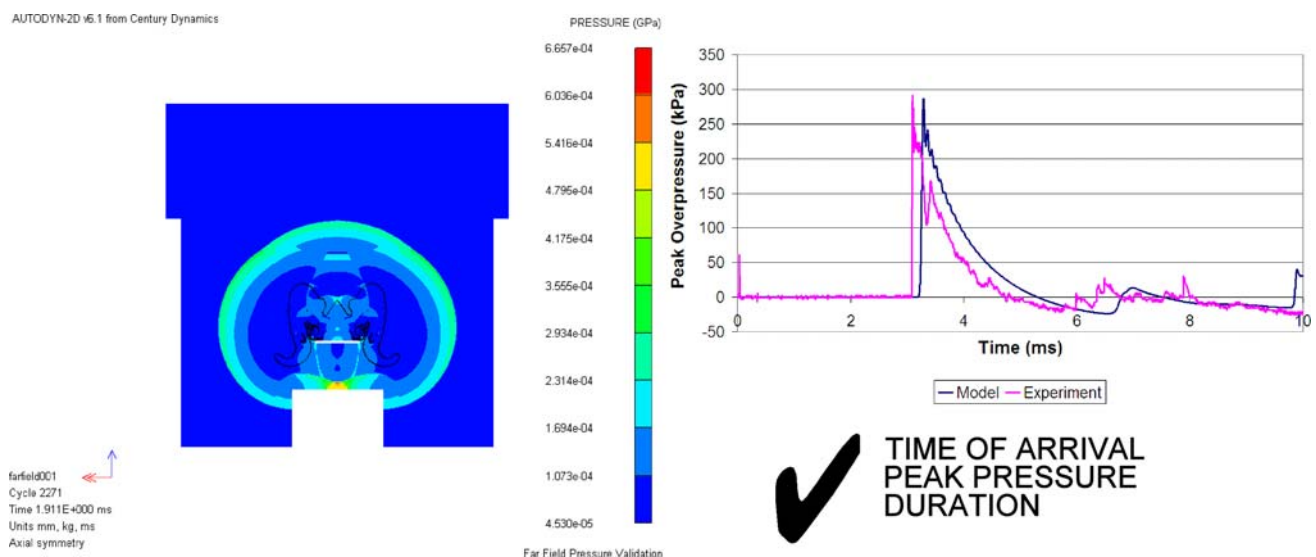 AUTODYN-2D v6.1 from Century Dynamics
PRESSURE (GPa)
6.657e-04
6.036e-04
5.416e-04
4.795e-04
4.175e-04
3.555e-04
2.934e-04
2.314e-04
1.694e-04
1.073e-04
4.530e-05
farfield001
Cycle 2271
Time 1.911E+000 ms
Units mm, kg, ms
Axial symmetry
Far Field Pressure Validation
Peak Overpressure (kPa)
350
300
250
200
150
100
50
0
-50
0 2 4 6 8 10
Time (ms)
Model Experiment
TIME OF ARRIVAL
PEAK PRESSURE
DURATION